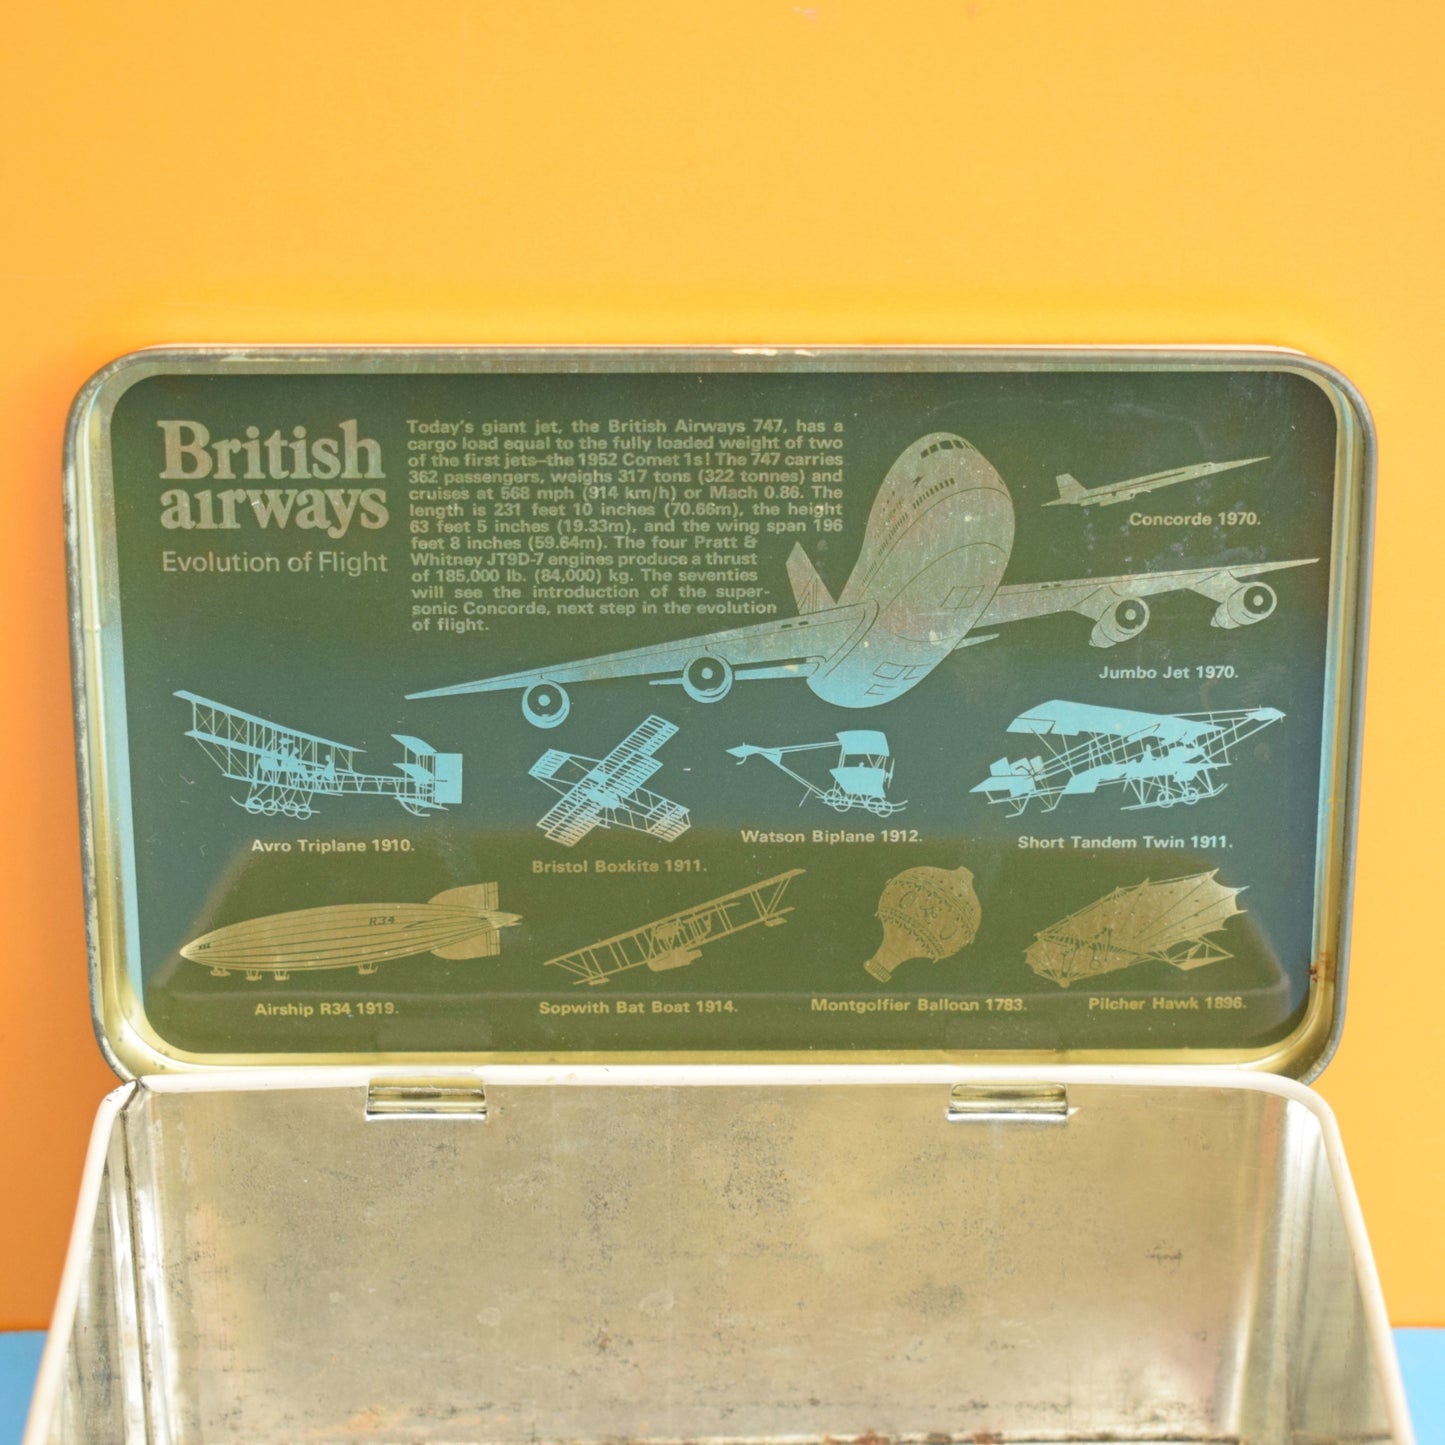 British
airways
Evolution of Flight
Today's giant jet, the British Airways 747, has a
cargo load equal to the fully loaded weight of two
of the first jets—the 1952 Comet 1s! The 747 carries
362 passengers, weighs 317 tons (322 tonnes) and
cruises at 568 mph (914 km/h) or Mach 0.86. The
length is 231 feet 10 inches (70.66m), the height
63 feet 5 inches (19.33m), and the wing span 196
feet 8 inches (59.64m). The four Pratt &
Whitney JT9D-7 engines produce a thrust
of 185,000 lb. (84,000) kg. The seventies
will see the introduction of the super-
sonic Concorde, next step in the evolution
of flight.
Concorde 1970.
Jumbo Jet 1970.
Avro Triplane 1910.
Bristol Boxkite 1911.
Watson Biplane 1912.
Short Tandem Twin 1911.
R34
Airship R34 1919.
Sopwith Bat Boat 1914.
Montgolfier Balloon 1783.
Pilcher Hawk 1896.